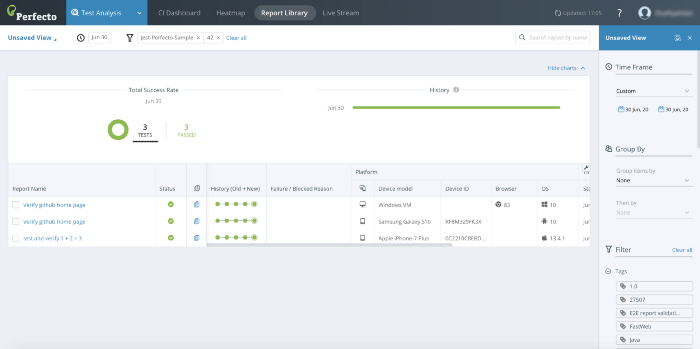 Perfecto
Test Analysis
CI Dashboard
Heatmap
Report Library
Live Stream
Updated: 11:55
?
Unsaved View
Jun 30
Jest-Perfecto-Sample ×
42 ×
Clear all
Search report by name
Unsaved View
Hide charts
Total Success Rate
Jun 30
3
TESTS
3
PASSED
History
Jun 30
Platform
Report Name
Status
History (Old → New)
Failure / Blocked Reason
Device model
Device ID
Browser
OS
Verify github home page
Windows VM
83
10
Verify github home page
Samsung Galaxy S10
RF8M329FK3X
10
test and verify 1 + 2 = 3
Apple iPhone-7 Plus
13.4.1
Time Frame
Custom
30 Jun, 20
30 Jun, 20
Group By
Group items by
None
Then by
None
Filter
Clear all
Tags
1.0
27507
E2E report validati...
FastWeb
Java